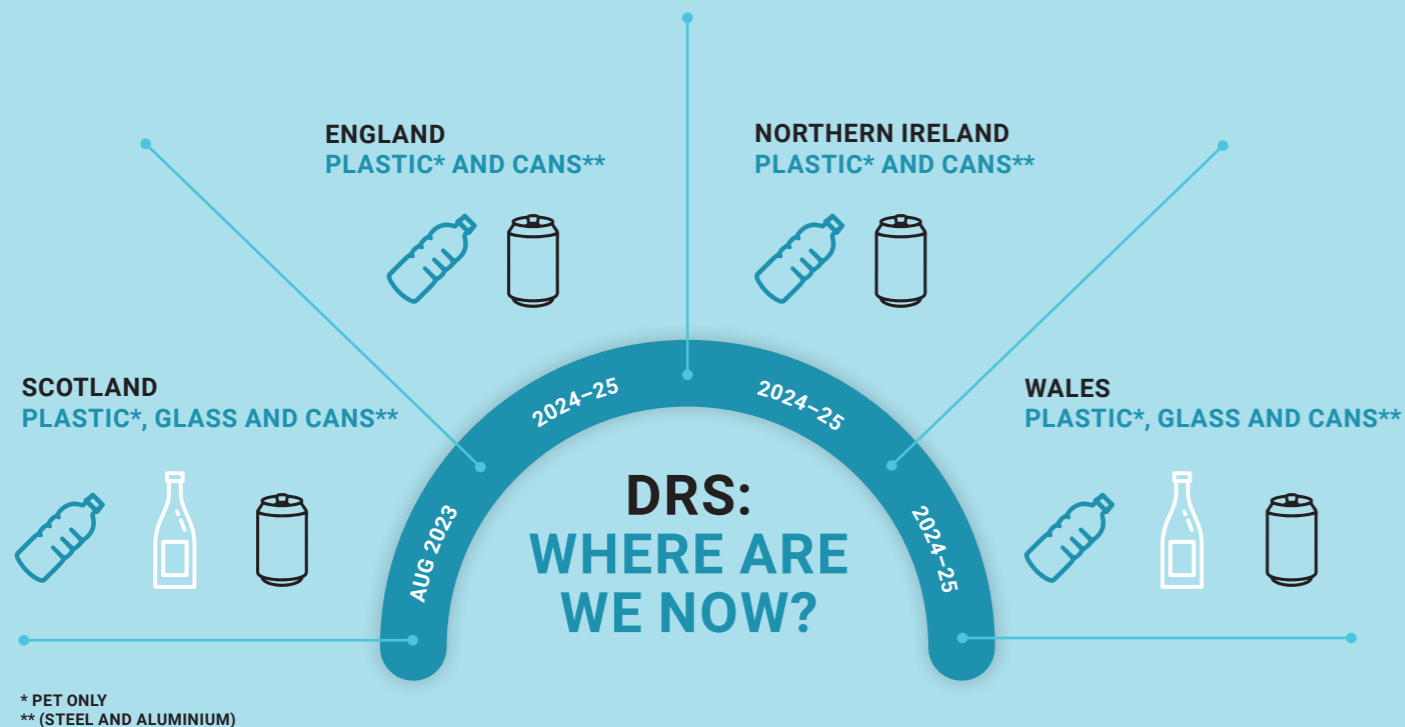 ENGLAND
PLASTIC* AND CANS**
NORTHERN IRELAND
PLASTIC* AND CANS**
SCOTLAND
PLASTIC*, GLASS AND CANS**
WALES
PLASTIC*, GLASS AND CANS**
AUG 2023
2024–25
2024–25
2024–25
DRS:
WHERE ARE
WE NOW?
* PET ONLY
** (STEEL AND ALUMINIUM)